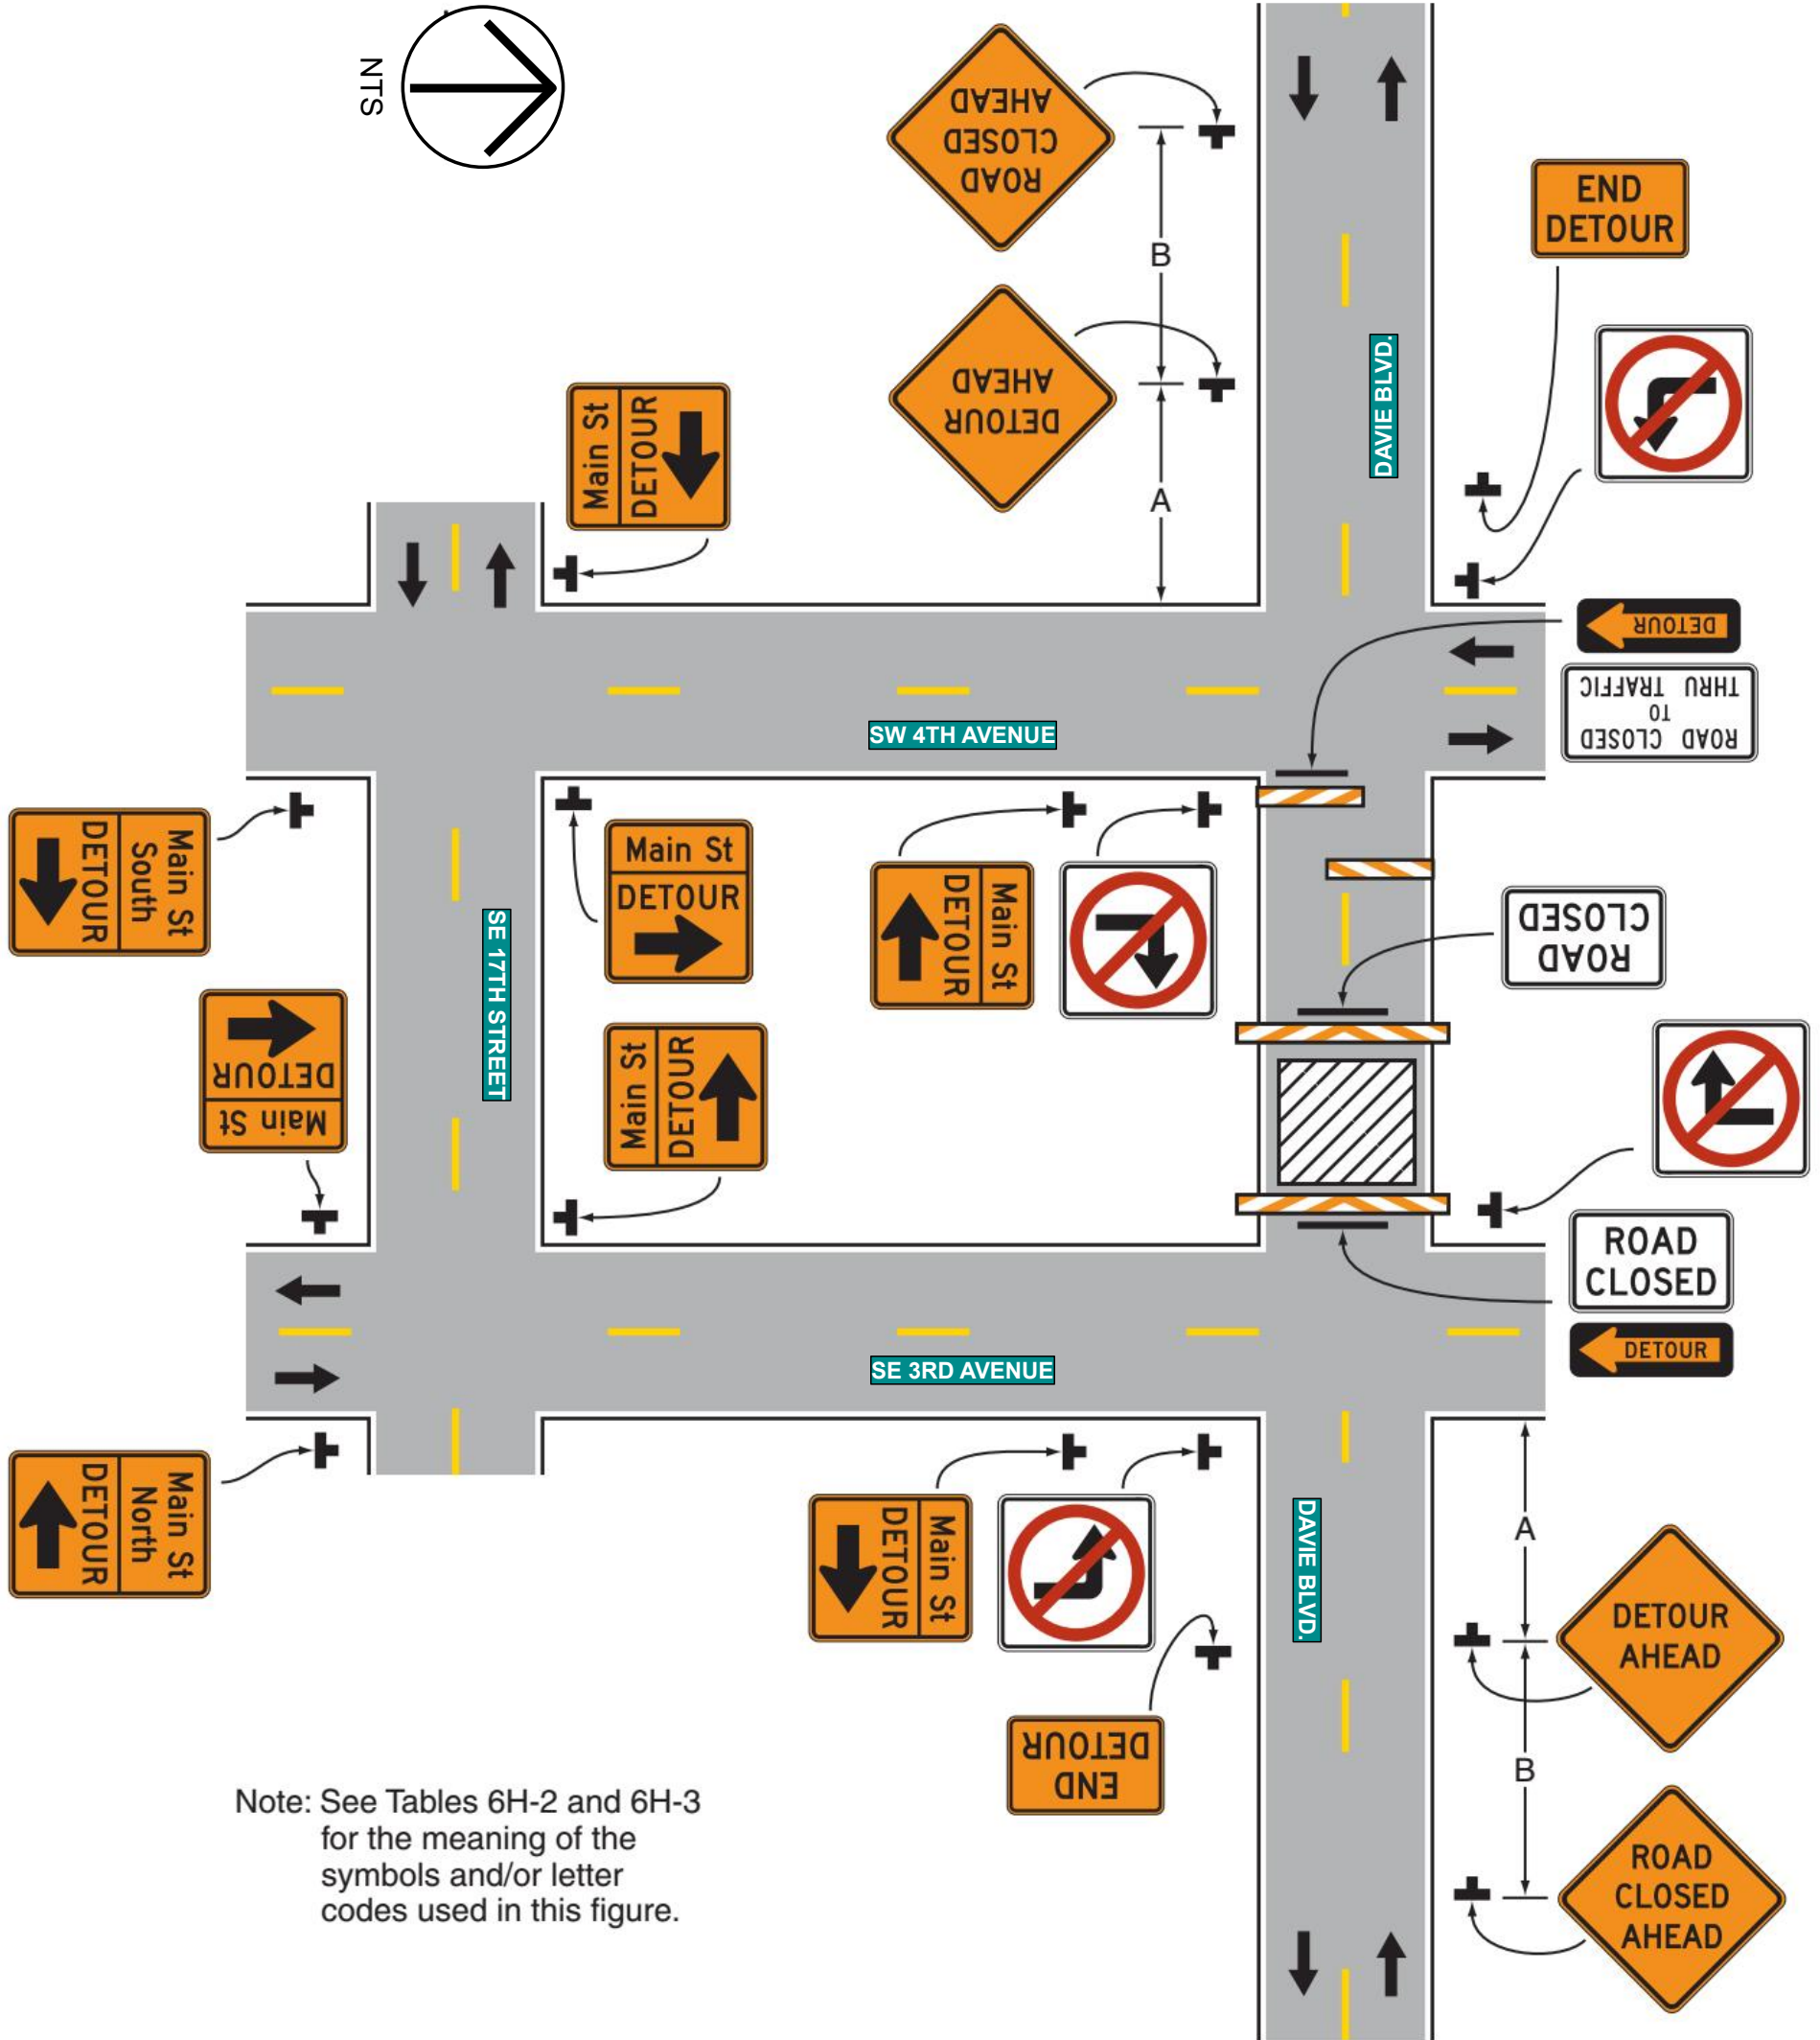 NTS
ROAD
CLOSED
AHEAD
B
END
DETOUR
DETOUR
AHEAD
A
DAVIE BLVD.
Main St
DETOUR
DETOUR
ROAD CLOSED
TO
THRU TRAFFIC
SW 4TH AVENUE
Main St
South
DETOUR
Main St
DETOUR
Main St
DETOUR
ROAD
CLOSED
SE 17TH STREET
Main St
DETOUR
Main St
DETOUR
ROAD
CLOSED
DETOUR
SE 3RD AVENUE
Main St
North
DETOUR
Main St
DETOUR
DAVIE BLVD.
A
DETOUR
AHEAD
END
DETOUR
B
ROAD
CLOSED
AHEAD
Note: See Tables 6H-2 and 6H-3
for the meaning of the
symbols and/or letter
codes used in this figure.